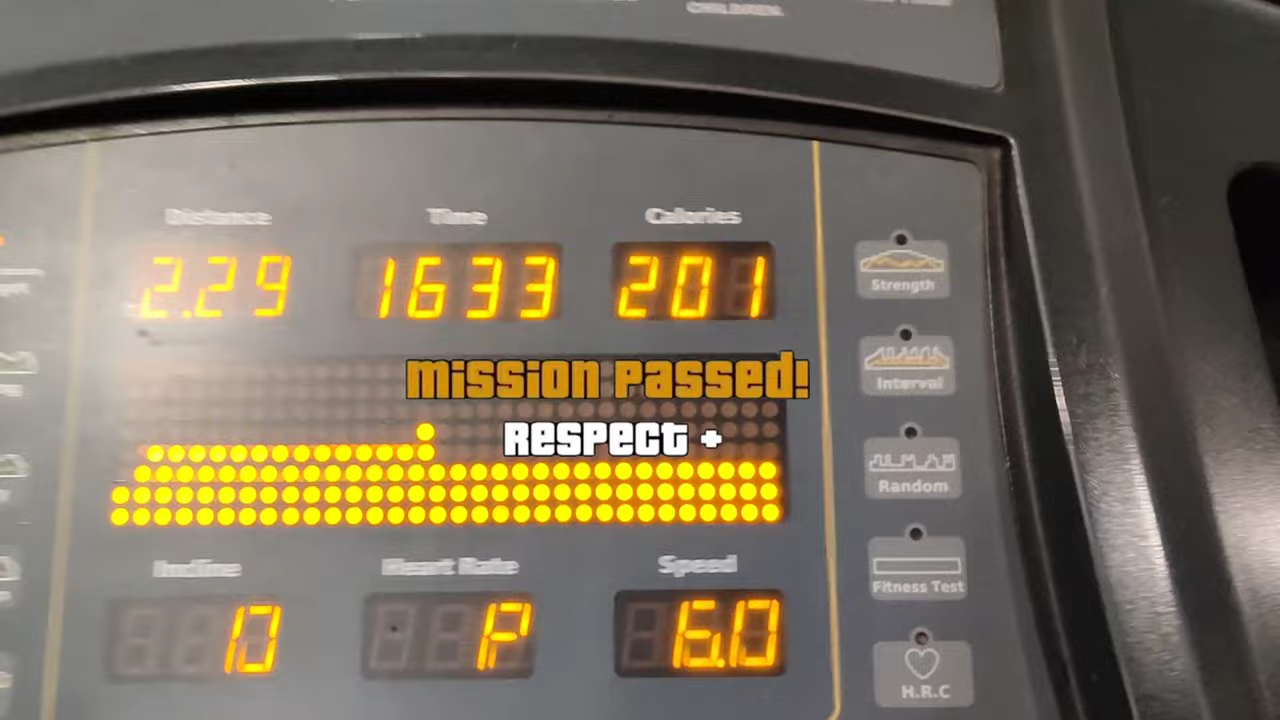 CHILDREN
Distance Time Calories
2.29 1633 201
Strength
mission passed!
Interval
Respect +
Random
Incline Heart Rate Speed
Fitness Test
10 P 6.0
H.R.C